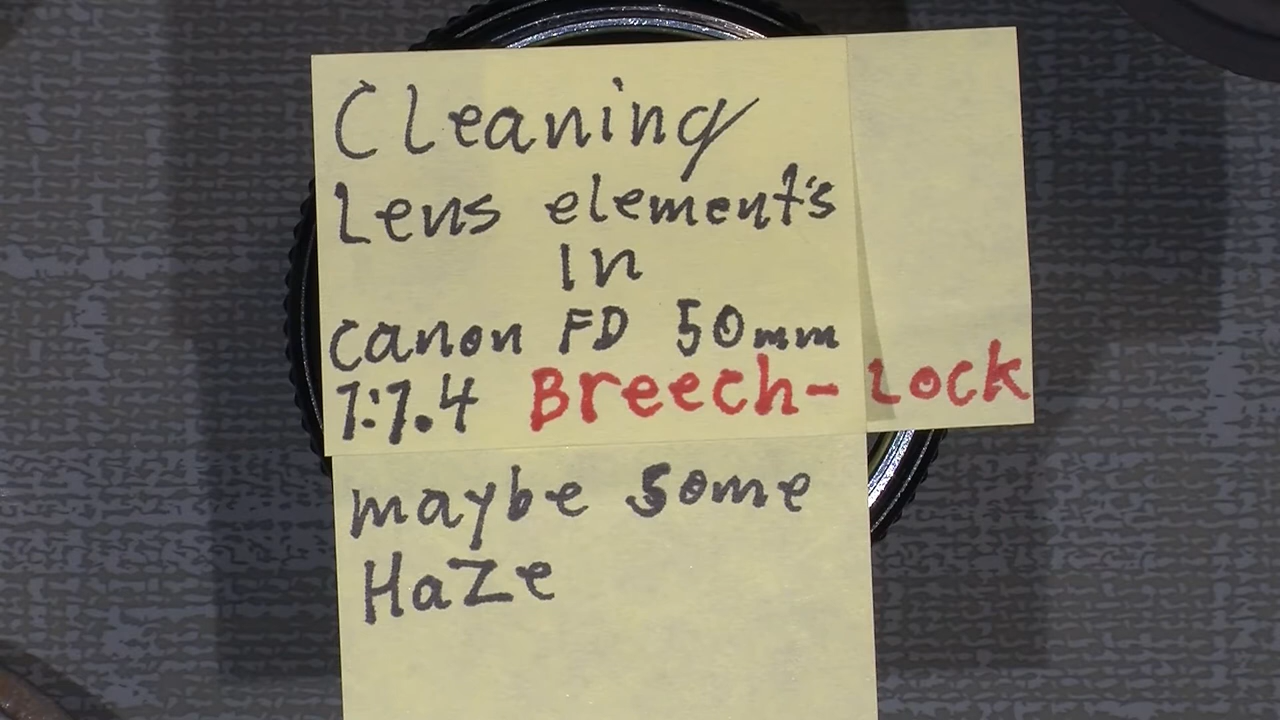 Cleaning
Lens element's
In
canon FD 50mm
1:1.4 Breech-Lock
maybe some
Haze